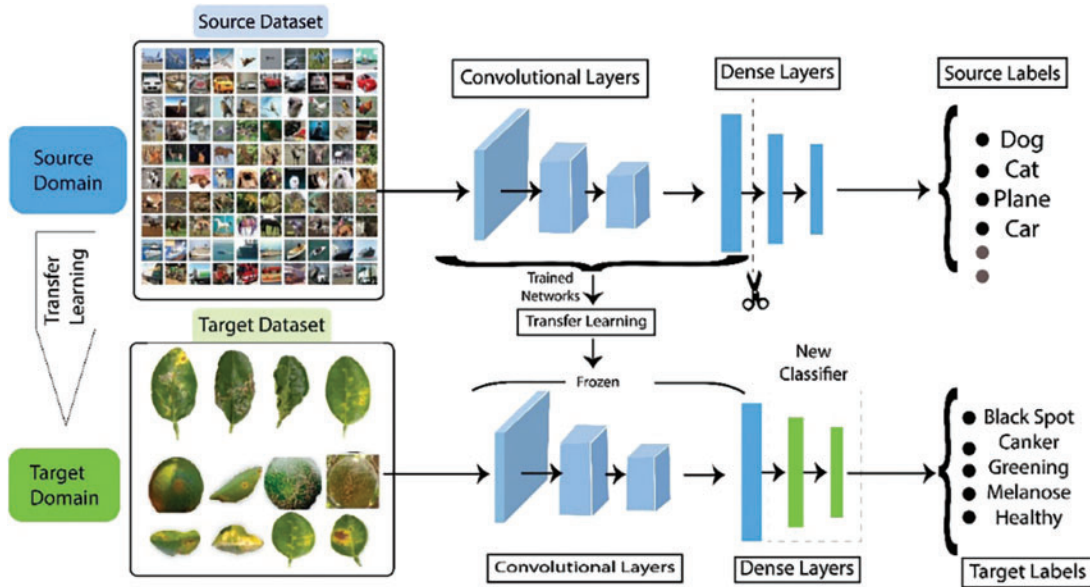 Source Dataset
Convolutional Layers
Dense Layers
Source Labels
Source
Domain
Dog
Cat
Plane
Car
Transfer
Learning
Trained
Networks
Transfer Learning
Target Dataset
Frozen
New
Classifier
Target
Domain
Black Spot
Canker
Greening
Melanose
Healthy
Convolutional Layers
Dense Layers
Target Labels